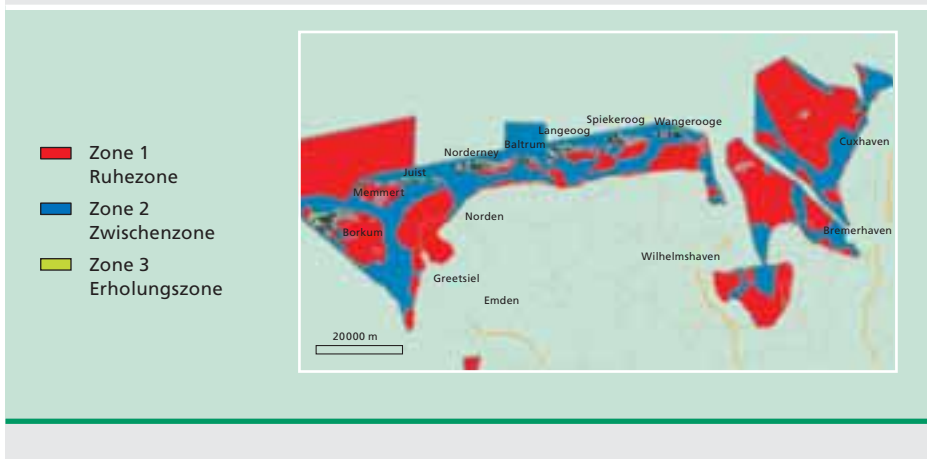 Zone 1
Ruhezone
Zone 2
Zwischenzone
Zone 3
Erholungszone
Spiekeroog
Wangerooge
Langeoog
Baltrum
Norderney
Juist
Memmert
Borkum
Norden
Greetsiel
Emden
Cuxhaven
Bremerhaven
Wilhelmshaven
20000 m